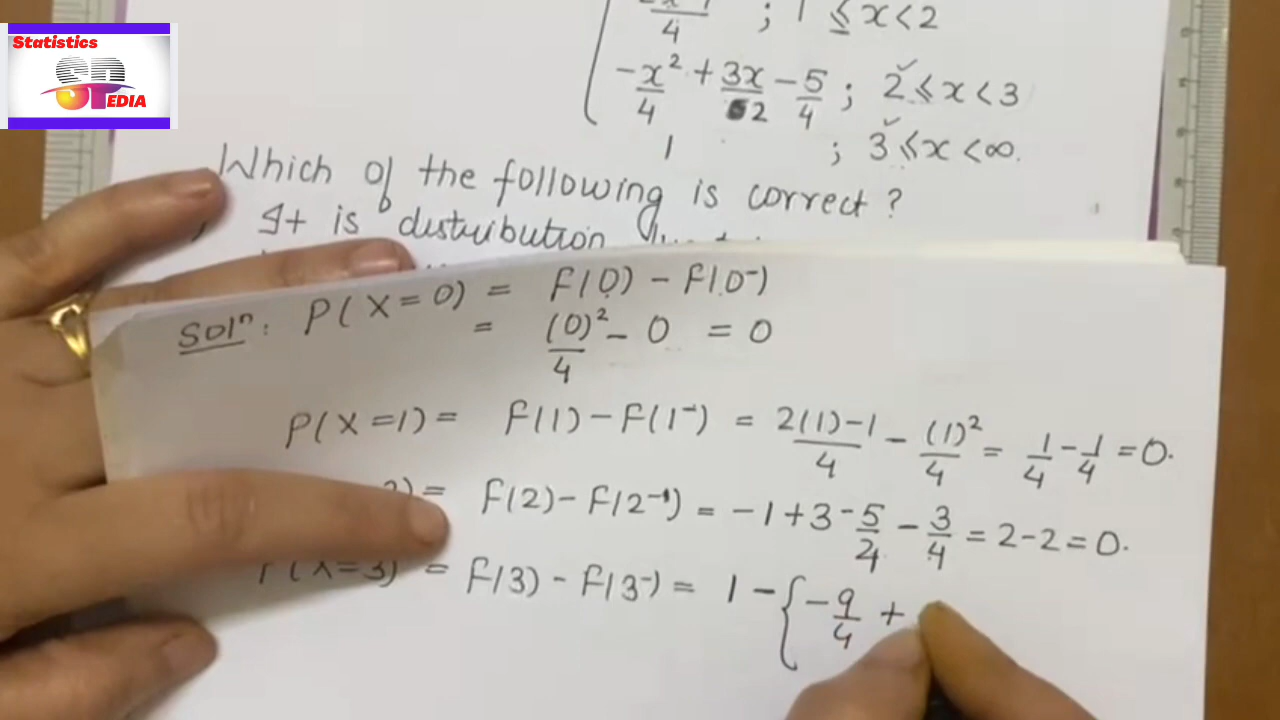 Statistics
EDIA
4 ; 1 ≤ x < 2
-x²/4 + 3x/2 - 5/4 ; 2 ≤ x < 3
1 ; 3 ≤ x < ∞.
Which of the following is correct ?
It is distribution
Solⁿ : P(X=0) = F(0) - F(0⁻)
= (0)²/4 - 0 = 0
P(X=1) = F(1) - F(1⁻) = 2(1)-1/4 - (1)²/4 = 1/4 - 1/4 = 0.
2) = F(2) - F(2⁻) = -1+3-5/4 - 3/4 = 2-2 = 0.
P(X=3) = F(3) - F(3⁻) = 1 - { -9/4 +